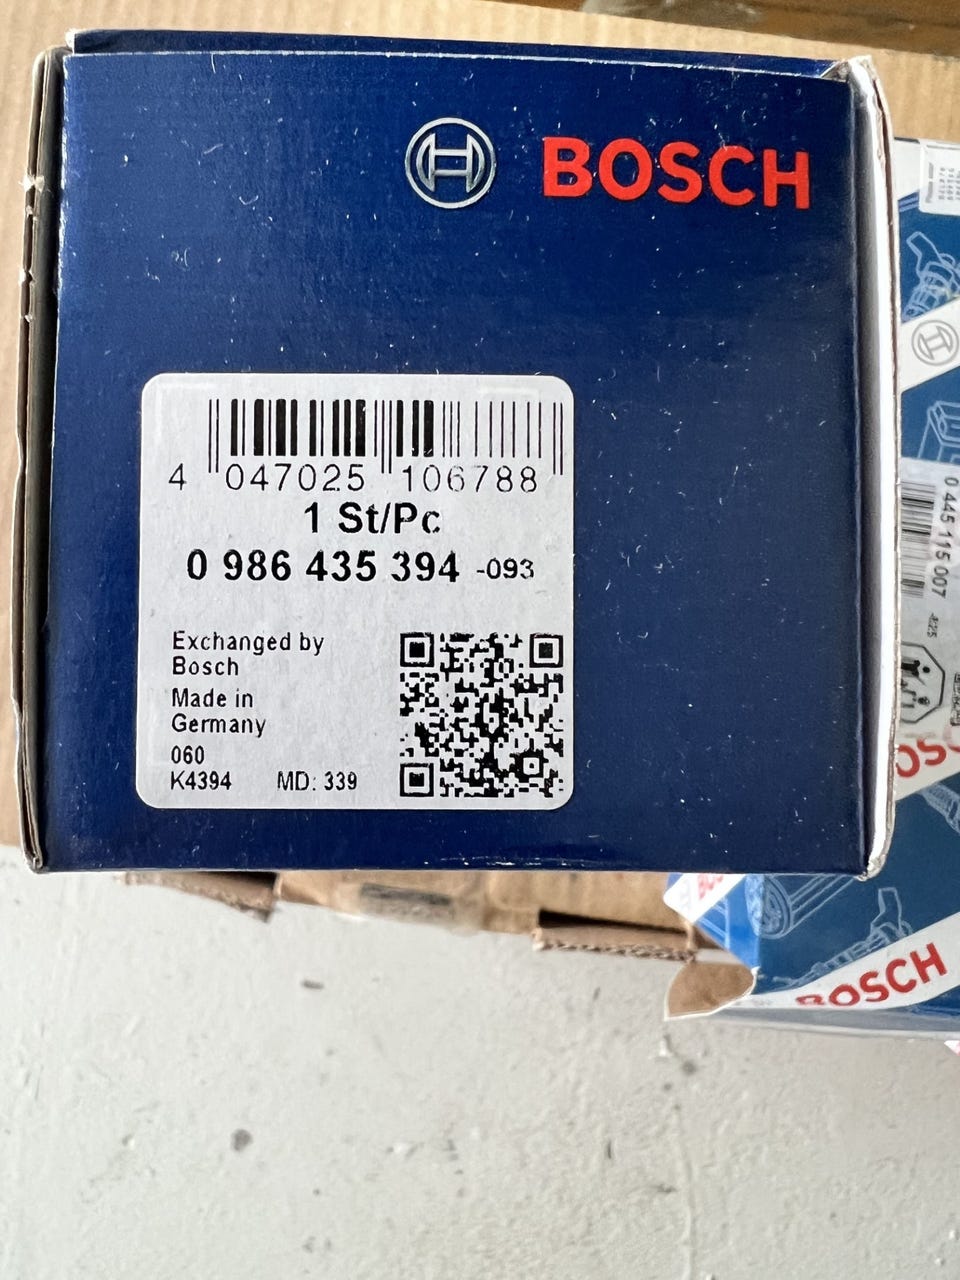 BOSCH
4 047025 106788
1 St/Pc
0 986 435 394 -093
Exchanged by
Bosch
Made in
Germany
060
K4394 MD: 339
0 445 115 007
BOSCH